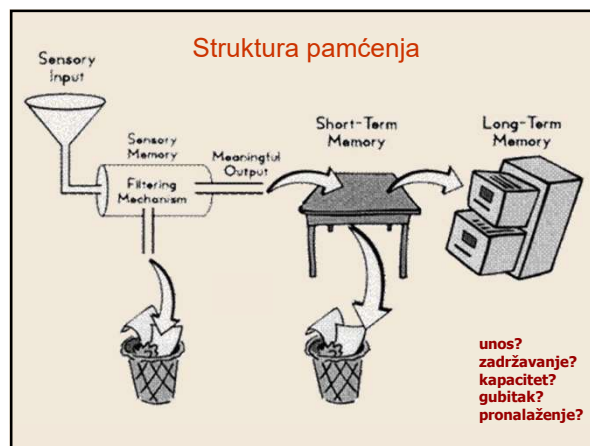 Struktura pamćenja
Sensory
Input
Sensory
Memory
Filtering
Mechanism
Meaningful
Output
Short-Term
Memory
Long-Term
Memory
unos?
zadržavanje?
kapacitet?
gubitak?
pronalaženje?